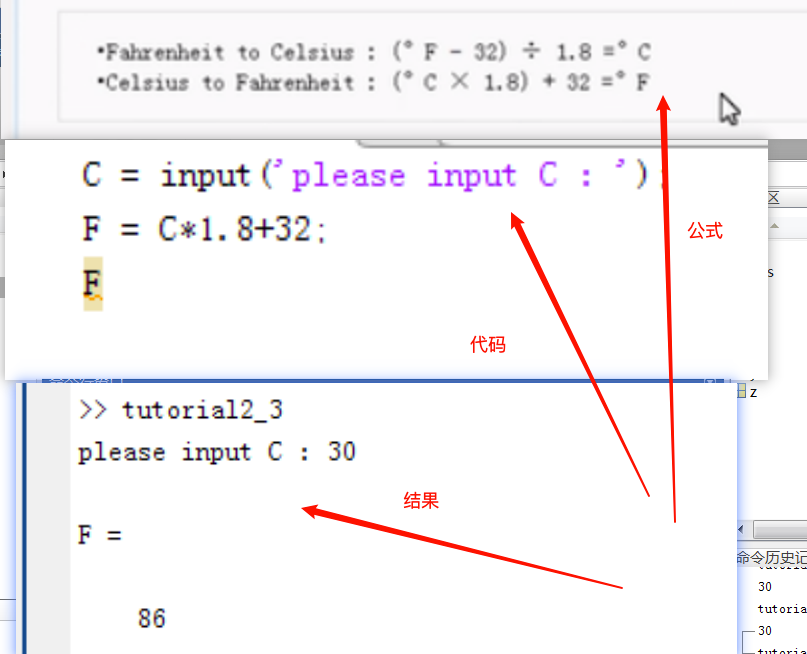 •Fahrenheit to Celsius : (° F - 32) ÷ 1.8 =° C
•Celsius to Fahrenheit : (° C × 1.8) + 32 =° F
C = input('please input C : ');
F = C*1.8+32;
公式
F
代码
z
>> tutorial2_3
please input C : 30
结果
F =
命令历史记
30
86
tutoria
30
tutoria